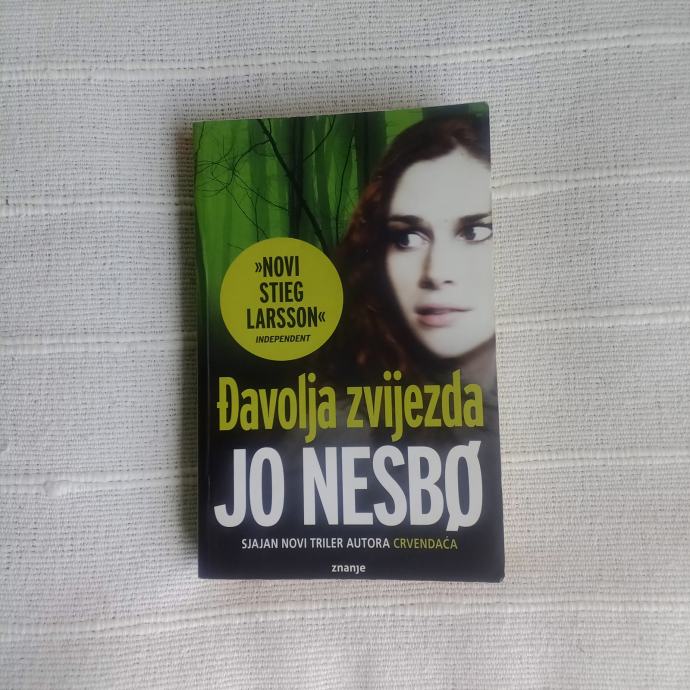 »NOVI
STIEG
LARSSON«
INDEPENDENT
Đavolja zvijezda
JO NESBØ
SJAJAN NOVI TRILER AUTORA CRVENDAĆA
znanje